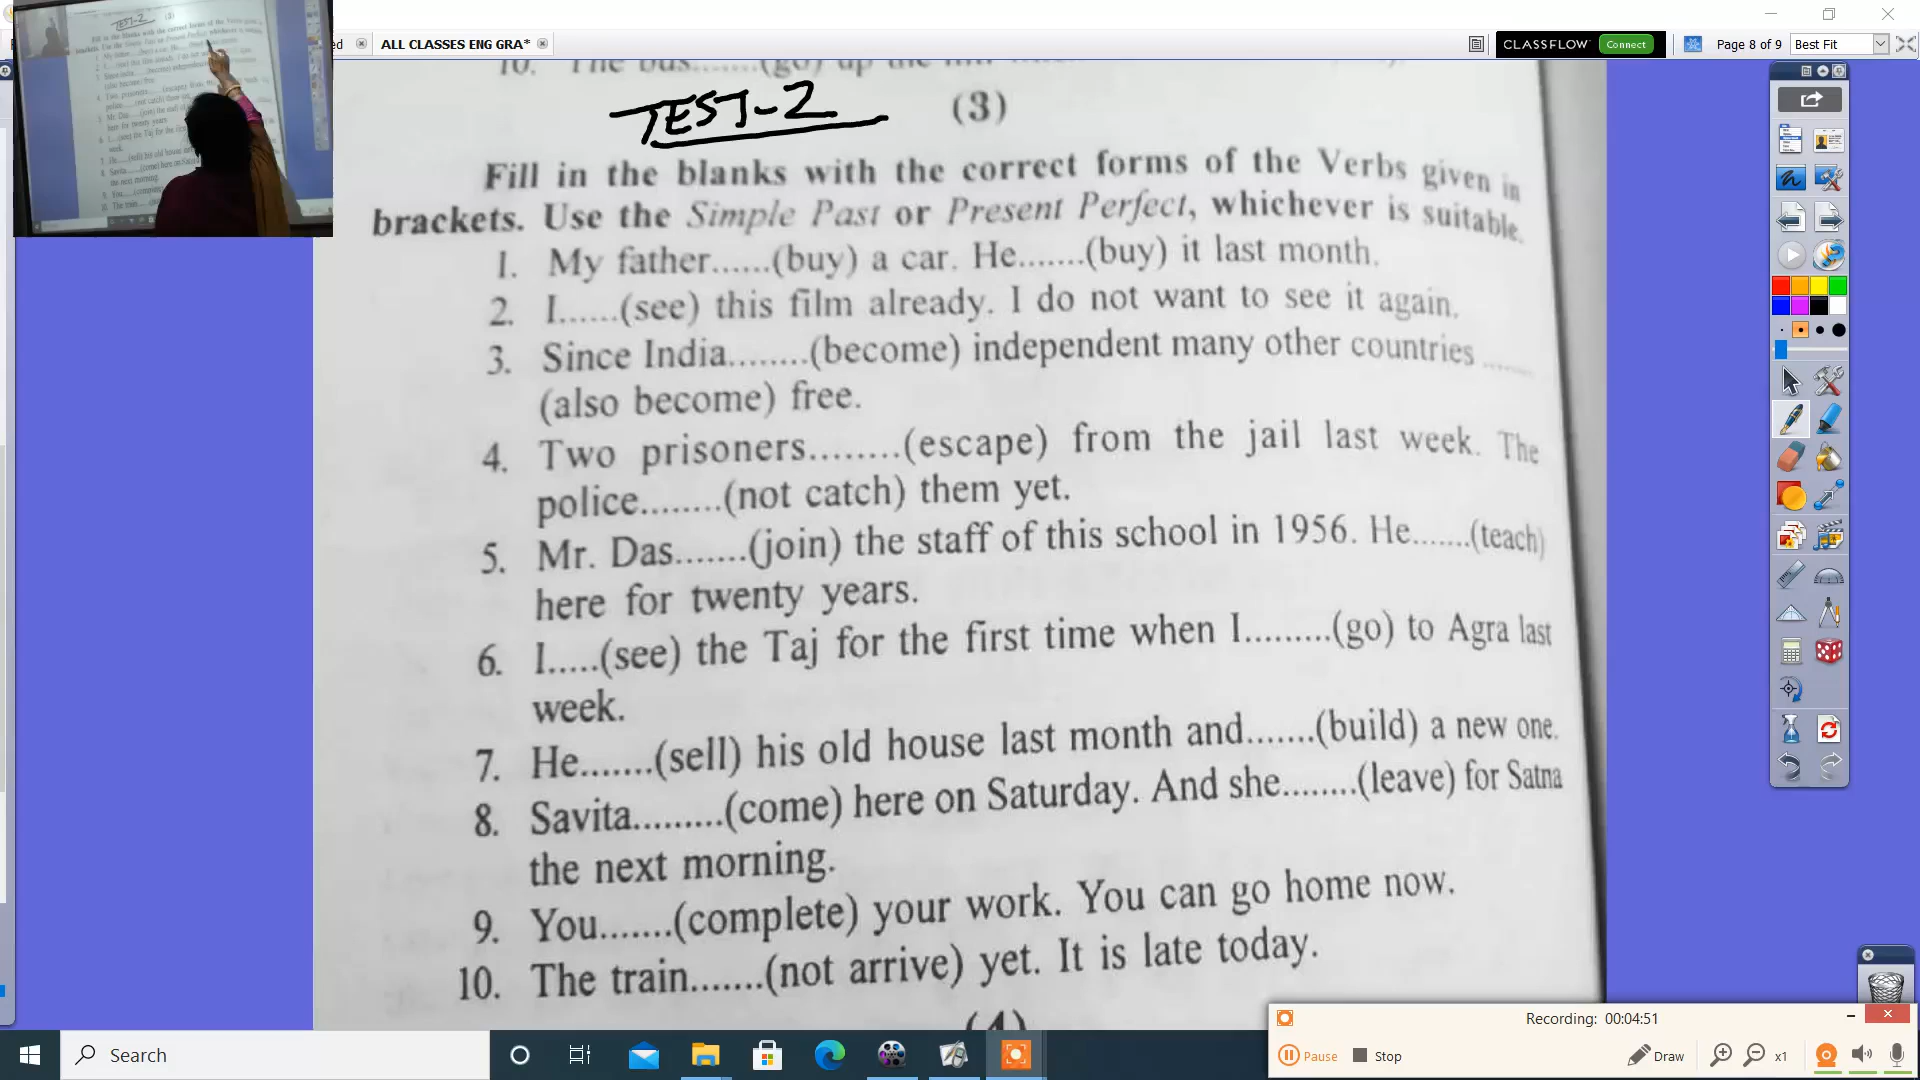 ALL CLASSES ENG GRA*
CLASSFLOW Connect
Page 8 of 9
Best Fit
10. The bus........(go) up the
TEST-2 (3)
Fill in the blanks with the correct forms of the Verbs given in
brackets. Use the Simple Past or Present Perfect, whichever is suitable.
1. My father......(buy) a car. He.......(buy) it last month.
2. I......(see) this film already. I do not want to see it again.
3. Since India........(become) independent many other countries ......
(also become) free.
4. Two prisoners........(escape) from the jail last week. The
police........(not catch) them yet.
5. Mr. Das.......(join) the staff of this school in 1956. He.......(teach)
here for twenty years.
6. I.....(see) the Taj for the first time when I.........(go) to Agra last
week.
7. He.......(sell) his old house last month and.......(build) a new one.
8. Savita.........(come) here on Saturday. And she........(leave) for Satna
the next morning.
9. You.......(complete) your work. You can go home now.
10. The train.......(not arrive) yet. It is late today.
(4)
Recording: 00:04:51
Pause Stop Draw x1
Search